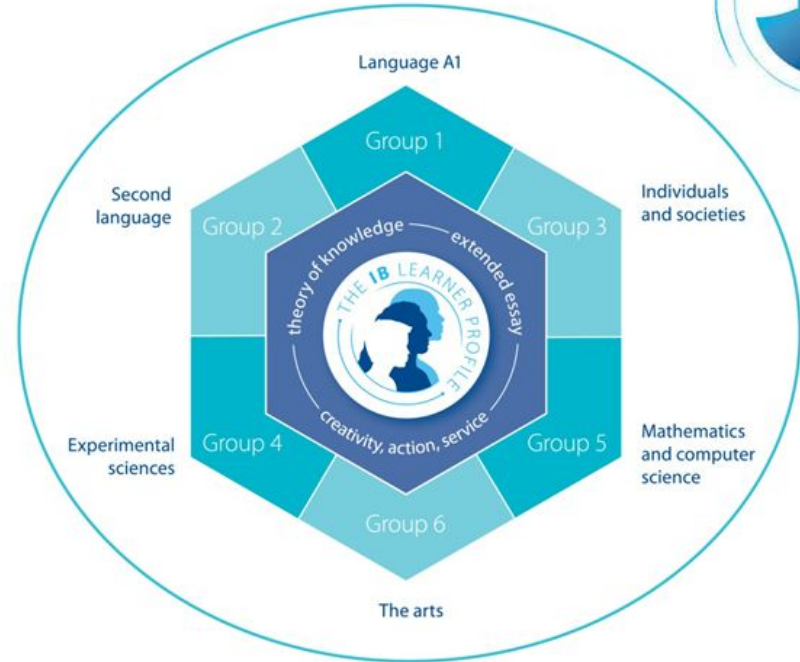 Language A1
Group 1
Second
language
Group 2
Individuals
and societies
Group 3
theory of knowledge
extended essay
THE IB LEARNER PROFILE
creativity, action, service
Experimental
sciences
Group 4
Mathematics
and computer
science
Group 5
Group 6
The arts